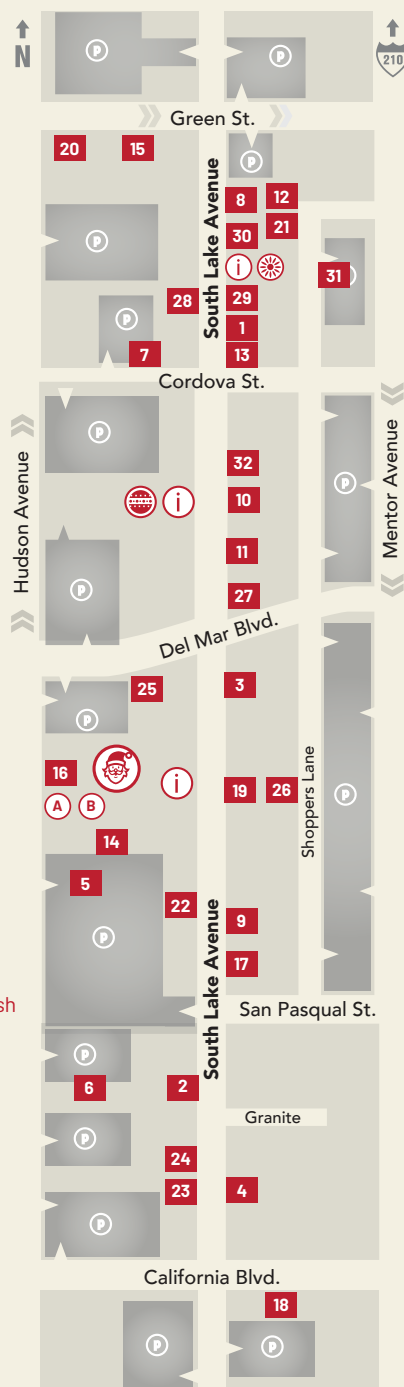 N
P
P
210
Green St.
20
15
P
8
12
21
P
30
i
31
28
29
P
1
7
13
South Lake Avenue
Cordova St.
P
32
P
10
i
11
P
27
Hudson Avenue
Mentor Avenue
Del Mar Blvd.
25
3
P
16
A
B
i
19
26
P
Shoppers Lane
14
5
22
9
P
17
South Lake Avenue
sh
San Pasqual St.
P
6
2
Granite
P
24
23
4
P
California Blvd.
18
P
P